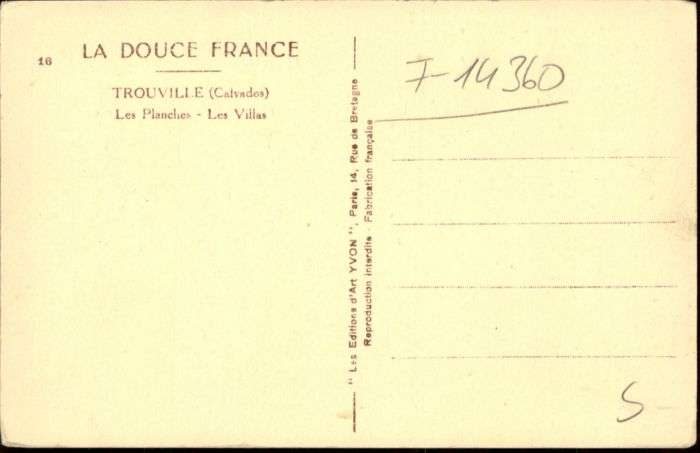 16
LA DOUCE FRANCE
TROUVILLE (Calvados)
Les Planches - Les Villas
" Les Editions d'Art YVON ", Paris, 14, Rue de Bretagne
Reproduction interdite - Fabrication française
F-14360
S-